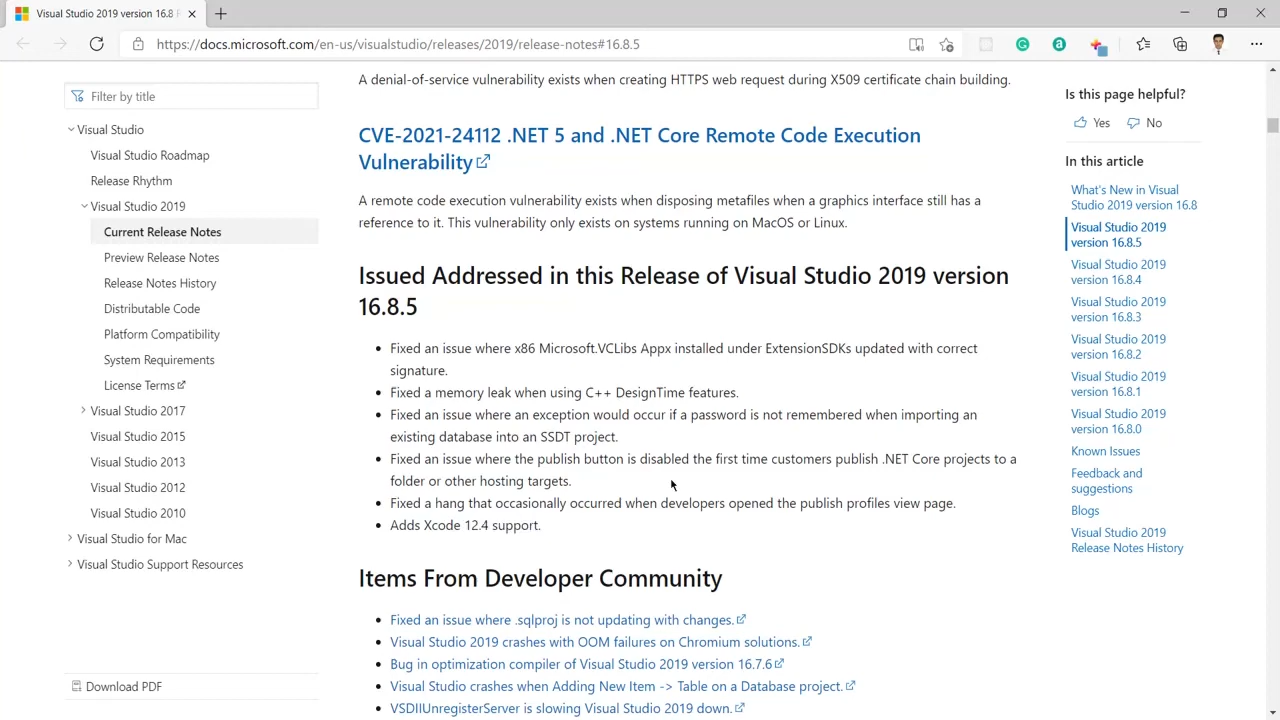 Visual Studio 2019 version 16.8 R
https://docs.microsoft.com/en-us/visualstudio/releases/2019/release-notes#16.8.5
Filter by title
Visual Studio
Visual Studio Roadmap
Release Rhythm
Visual Studio 2019
Current Release Notes
Preview Release Notes
Release Notes History
Distributable Code
Platform Compatibility
System Requirements
License Terms
Visual Studio 2017
Visual Studio 2015
Visual Studio 2013
Visual Studio 2012
Visual Studio 2010
Visual Studio for Mac
Visual Studio Support Resources
Download PDF
A denial-of-service vulnerability exists when creating HTTPS web request during X509 certificate chain building.
CVE-2021-24112 .NET 5 and .NET Core Remote Code Execution
Vulnerability
A remote code execution vulnerability exists when disposing metafiles when a graphics interface still has a
reference to it. This vulnerability only exists on systems running on MacOS or Linux.
Issued Addressed in this Release of Visual Studio 2019 version
16.8.5
Fixed an issue where x86 Microsoft.VCLibs Appx installed under ExtensionSDKs updated with correct
signature.
Fixed a memory leak when using C++ DesignTime features.
Fixed an issue where an exception would occur if a password is not remembered when importing an
existing database into an SSDT project.
Fixed an issue where the publish button is disabled the first time customers publish .NET Core projects to a
folder or other hosting targets.
Fixed a hang that occasionally occurred when developers opened the publish profiles view page.
Adds Xcode 12.4 support.
Items From Developer Community
Fixed an issue where .sqlproj is not updating with changes.
Visual Studio 2019 crashes with OOM failures on Chromium solutions.
Bug in optimization compiler of Visual Studio 2019 version 16.7.6
Visual Studio crashes when Adding New Item -> Table on a Database project.
VSDIIUnregisterServer is slowing Visual Studio 2019 down.
Is this page helpful?
Yes
No
In this article
What's New in Visual
Studio 2019 version 16.8
Visual Studio 2019
version 16.8.5
Visual Studio 2019
version 16.8.4
Visual Studio 2019
version 16.8.3
Visual Studio 2019
version 16.8.2
Visual Studio 2019
version 16.8.1
Visual Studio 2019
version 16.8.0
Known Issues
Feedback and
suggestions
Blogs
Visual Studio 2019
Release Notes History